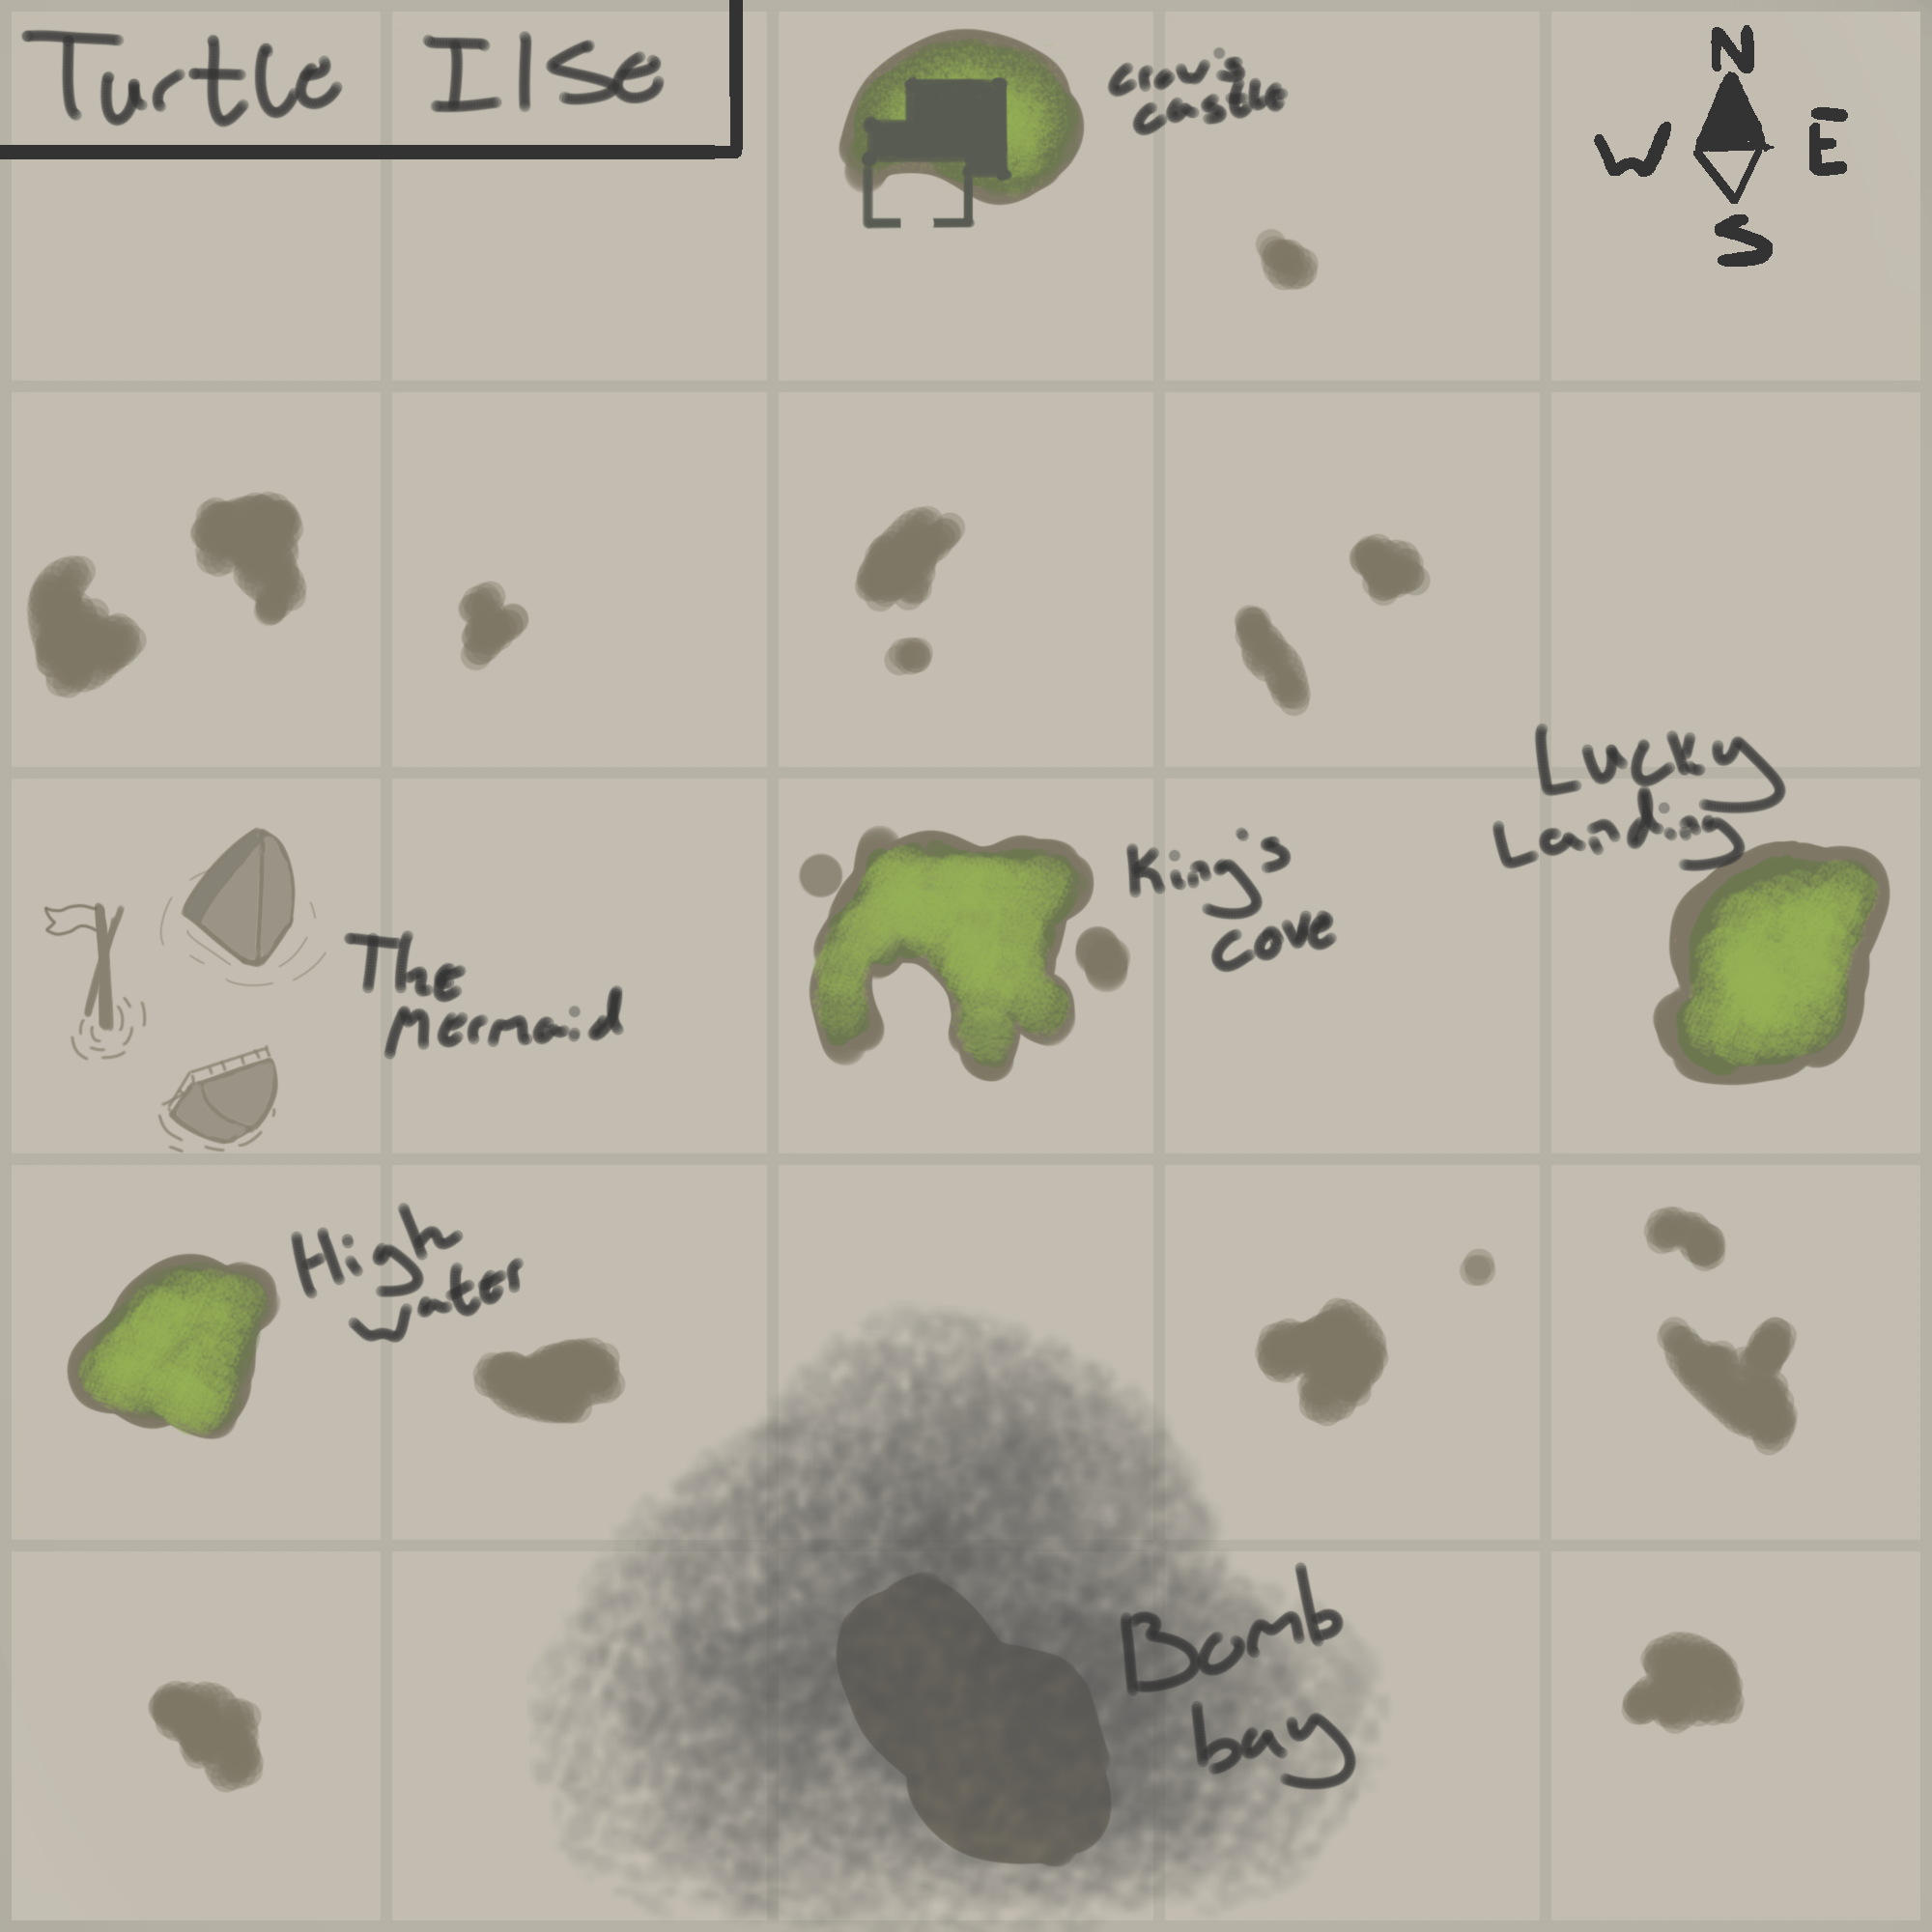 Turtle Ilse
Crow's
castle
N
W E
S
Lucky
Landing
King's
cove
The
Mermaid
High
water
Bomb
bay